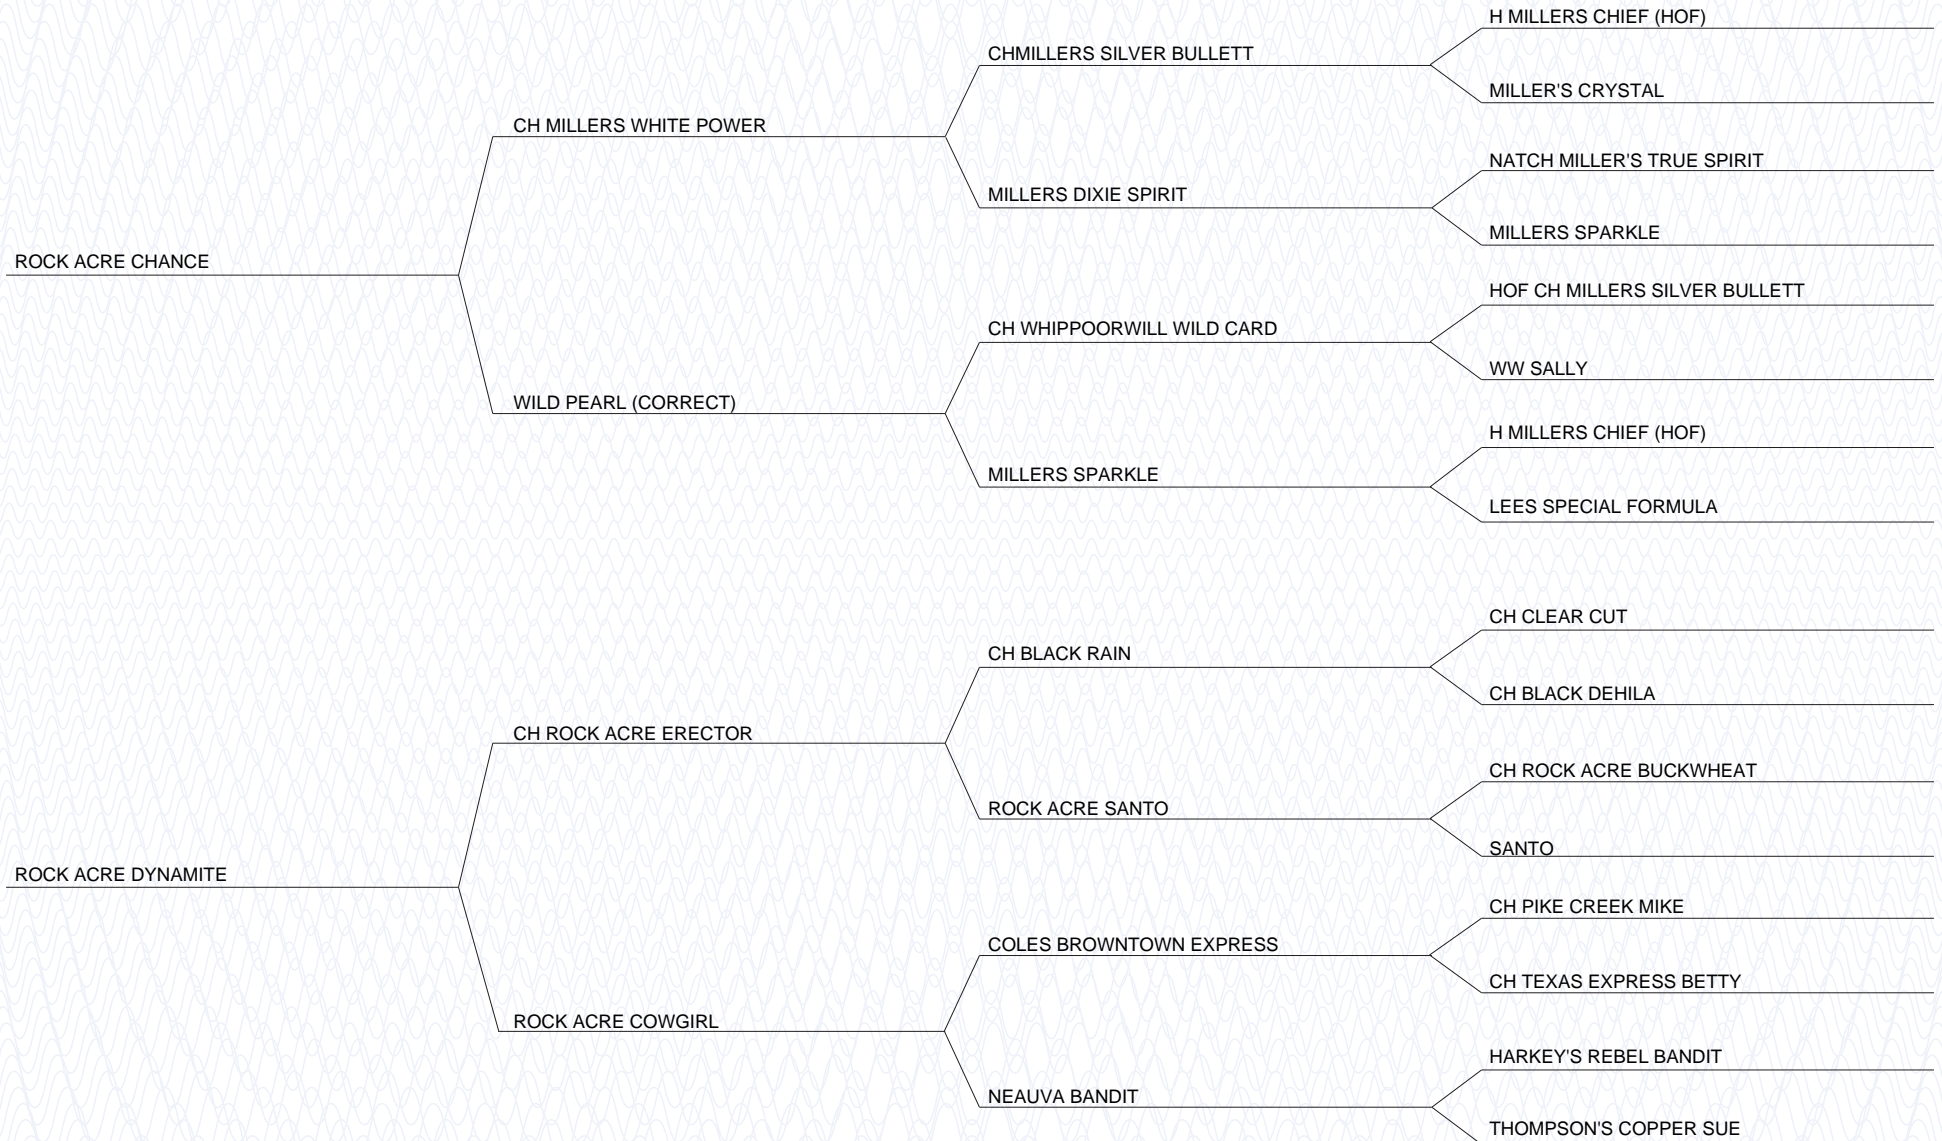 H MILLERS CHIEF (HOF)
CHMILLERS SILVER BULLETT
MILLER'S CRYSTAL
CH MILLERS WHITE POWER
NATCH MILLER'S TRUE SPIRIT
MILLERS DIXIE SPIRIT
MILLERS SPARKLE
ROCK ACRE CHANCE
HOF CH MILLERS SILVER BULLETT
CH WHIPPOORWILL WILD CARD
WW SALLY
WILD PEARL (CORRECT)
H MILLERS CHIEF (HOF)
MILLERS SPARKLE
LEES SPECIAL FORMULA
CH CLEAR CUT
CH BLACK RAIN
CH BLACK DEHILA
CH ROCK ACRE ERECTOR
CH ROCK ACRE BUCKWHEAT
ROCK ACRE SANTO
SANTO
ROCK ACRE DYNAMITE
CH PIKE CREEK MIKE
COLES BROWNTOWN EXPRESS
CH TEXAS EXPRESS BETTY
ROCK ACRE COWGIRL
HARKEY'S REBEL BANDIT
NEAUVA BANDIT
THOMPSON'S COPPER SUE